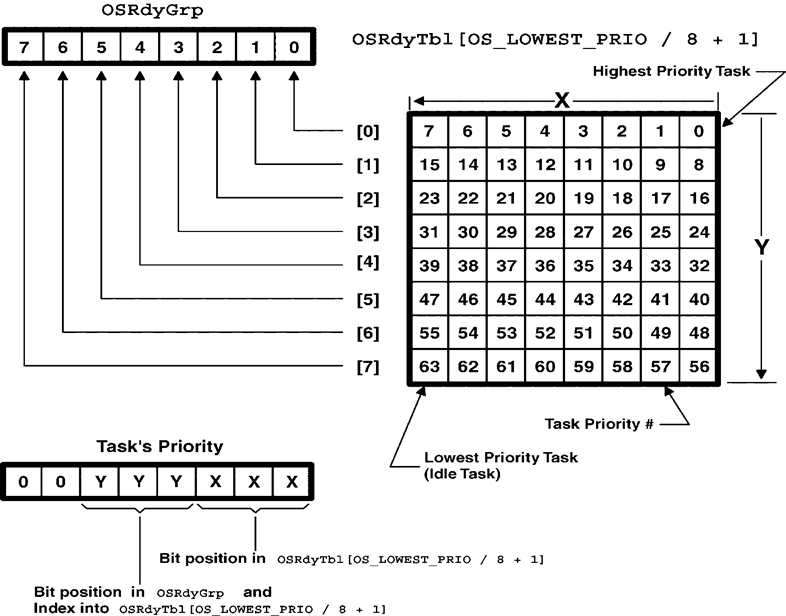 OSRdyGrp
7 6 5 4 3 2 1 0
OSRdyTbl[OS_LOWEST_PRIO / 8 + 1]
Highest Priority Task
X
[0] 7 6 5 4 3 2 1 0
[1] 15 14 13 12 11 10 9 8
[2] 23 22 21 20 19 18 17 16
[3] 31 30 29 28 27 26 25 24
Y
[4] 39 38 37 36 35 34 33 32
[5] 47 46 45 44 43 42 41 40
[6] 55 54 53 52 51 50 49 48
[7] 63 62 61 60 59 58 57 56
Task Priority #
Lowest Priority Task
(Idle Task)
Task's Priority
0 0 Y Y Y X X X
Bit position in OSRdyTbl[OS_LOWEST_PRIO / 8 + 1]
Bit position in OSRdyGrp and
Index into OSRdyTbl[OS_LOWEST_PRIO / 8 + 1]